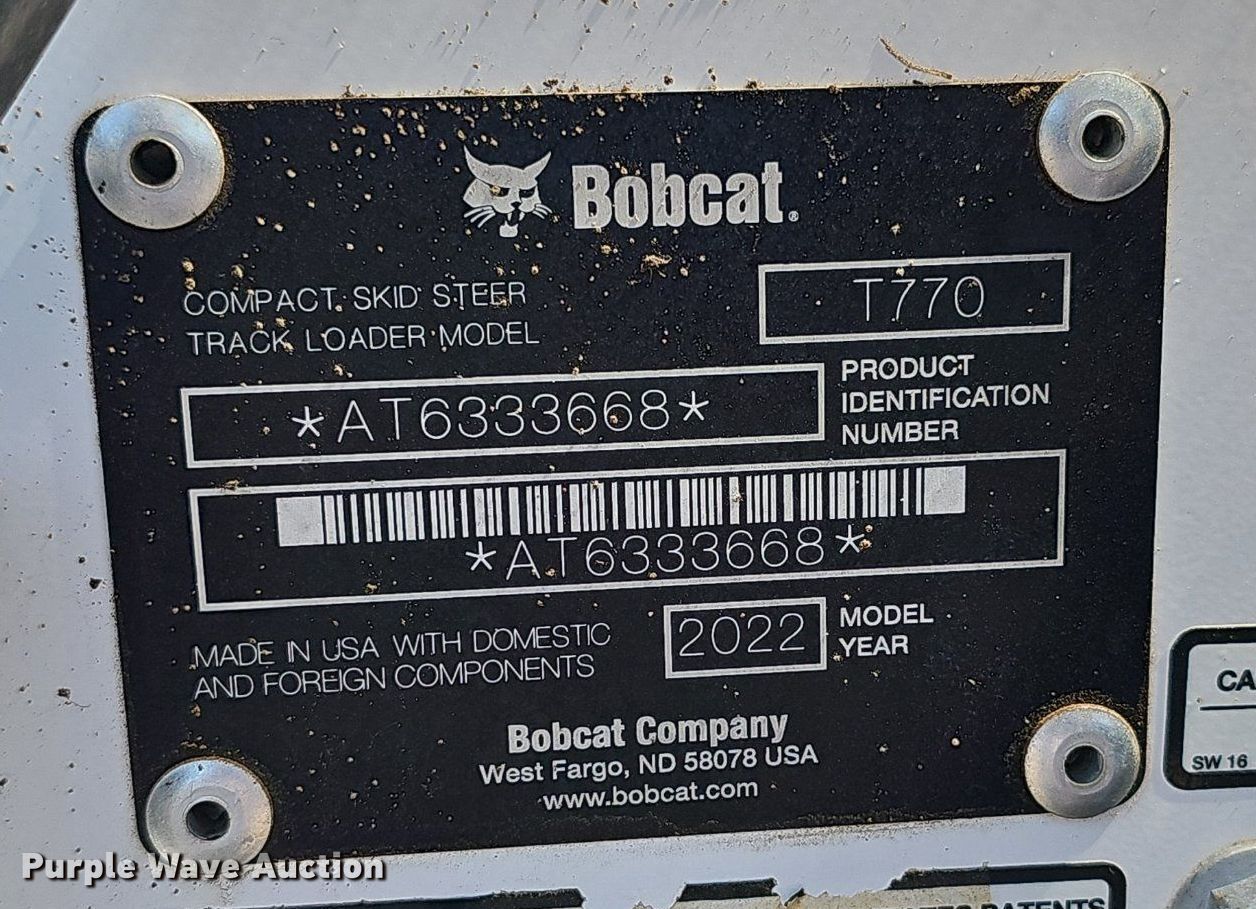 Bobcat®
COMPACT SKID STEER
TRACK LOADER MODEL
T770
*AT6333668*
PRODUCT
IDENTIFICATION
NUMBER
*AT6333668*
MADE IN USA WITH DOMESTIC
AND FOREIGN COMPONENTS
2022
MODEL
YEAR
Bobcat Company
West Fargo, ND 58078 USA
www.bobcat.com
CA
SW 16
Purple Wave Auction
PATENTS